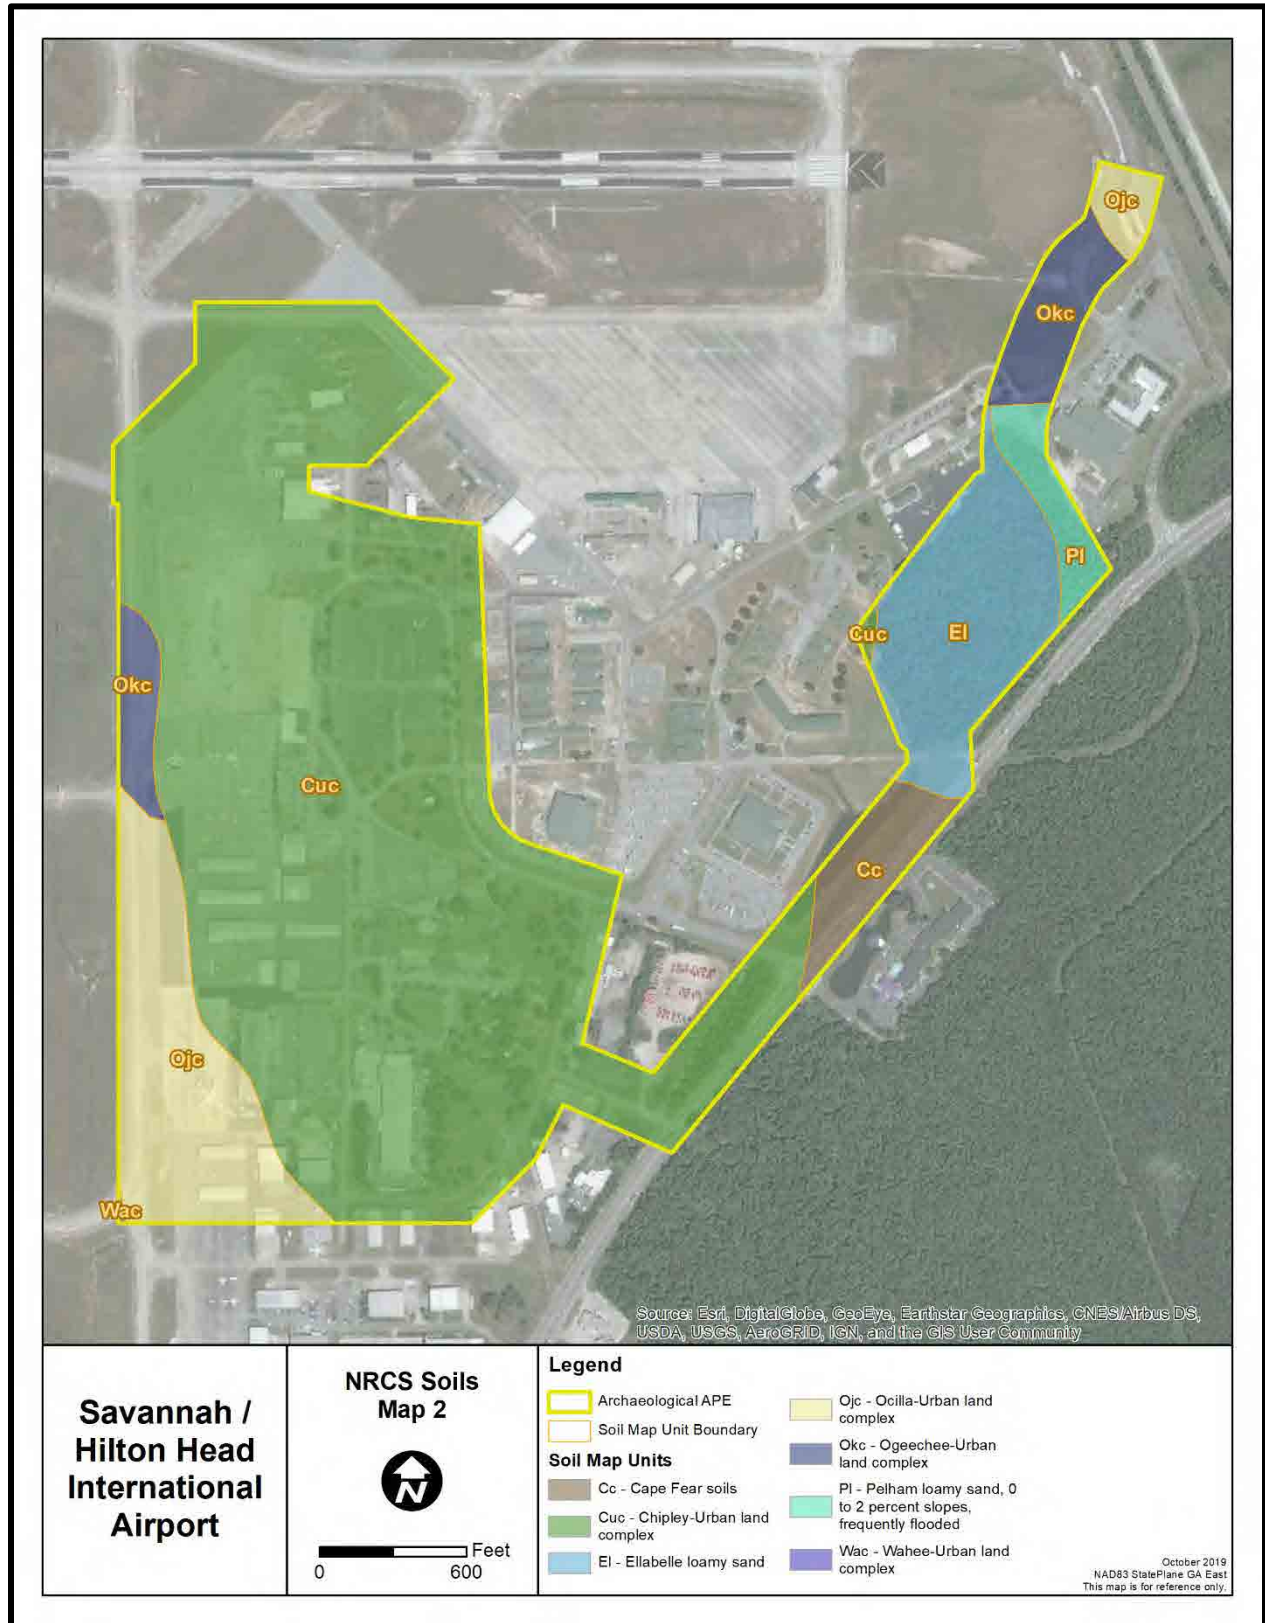 Ojc
Okc
Pl
Cuc
El
Okc
Cuc
Cc
Ojc
Wac
Source: Esri, DigitalGlobe, GeoEye, Earthstar Geographics, CNES/Airbus DS,
USDA, USGS, AeroGRID, IGN, and the GIS User Community
Savannah /
Hilton Head
International
Airport
NRCS Soils
Map 2
N
Feet
0 600
Legend
Archaeological APE
Soil Map Unit Boundary
Soil Map Units
Cc - Cape Fear soils
Cuc - Chipley-Urban land
complex
El - Ellabelle loamy sand
Ojc - Ocilla-Urban land
complex
Okc - Ogeechee-Urban
land complex
Pl - Pelham loamy sand, 0
to 2 percent slopes,
frequently flooded
Wac - Wahee-Urban land
complex
October 2019
NAD83 StatePlane GA East
This map is for reference only.